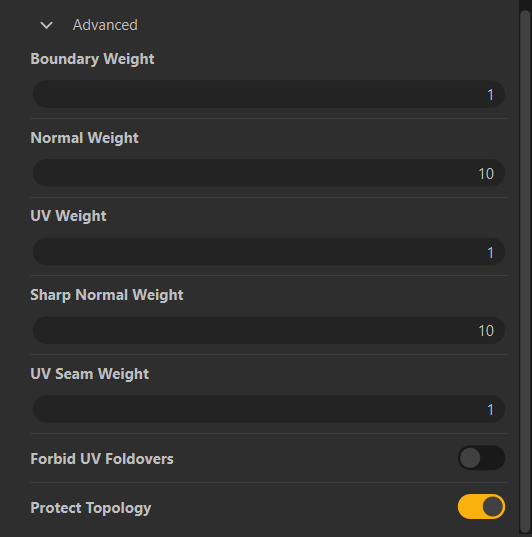 Advanced
Boundary Weight
1
Normal Weight
10
UV Weight
1
Sharp Normal Weight
10
UV Seam Weight
1
Forbid UV Foldovers
Protect Topology